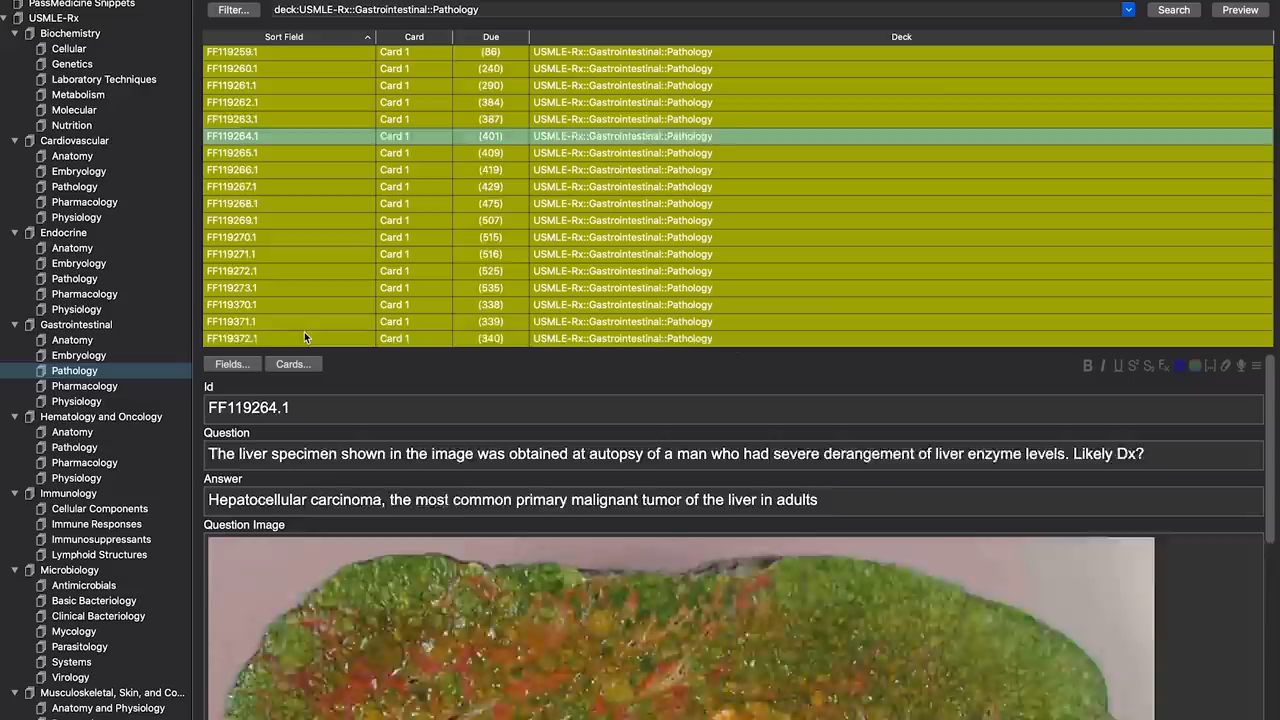 PassMedicine Snippets
USMLE-Rx
Biochemistry
Cellular
Genetics
Laboratory Techniques
Metabolism
Molecular
Nutrition
Cardiovascular
Anatomy
Embryology
Pathology
Pharmacology
Physiology
Endocrine
Anatomy
Embryology
Pathology
Pharmacology
Physiology
Gastrointestinal
Anatomy
Embryology
Pathology
Pharmacology
Physiology
Hematology and Oncology
Anatomy
Pathology
Pharmacology
Physiology
Immunology
Cellular Components
Immune Responses
Immunosuppressants
Lymphoid Structures
Microbiology
Antimicrobials
Basic Bacteriology
Clinical Bacteriology
Mycology
Parasitology
Systems
Virology
Musculoskeletal, Skin, and Co...
Anatomy and Physiology
Filter... deck:USMLE-Rx::Gastrointestinal::Pathology Search Preview
Sort Field Card Due Deck
FF119259.1 Card 1 (86) USMLE-Rx::Gastrointestinal::Pathology
FF119260.1 Card 1 (240) USMLE-Rx::Gastrointestinal::Pathology
FF119261.1 Card 1 (290) USMLE-Rx::Gastrointestinal::Pathology
FF119262.1 Card 1 (384) USMLE-Rx::Gastrointestinal::Pathology
FF119263.1 Card 1 (387) USMLE-Rx::Gastrointestinal::Pathology
FF119264.1 Card 1 (401) USMLE-Rx::Gastrointestinal::Pathology
FF119265.1 Card 1 (409) USMLE-Rx::Gastrointestinal::Pathology
FF119266.1 Card 1 (419) USMLE-Rx::Gastrointestinal::Pathology
FF119267.1 Card 1 (429) USMLE-Rx::Gastrointestinal::Pathology
FF119268.1 Card 1 (475) USMLE-Rx::Gastrointestinal::Pathology
FF119269.1 Card 1 (507) USMLE-Rx::Gastrointestinal::Pathology
FF119270.1 Card 1 (515) USMLE-Rx::Gastrointestinal::Pathology
FF119271.1 Card 1 (516) USMLE-Rx::Gastrointestinal::Pathology
FF119272.1 Card 1 (525) USMLE-Rx::Gastrointestinal::Pathology
FF119273.1 Card 1 (535) USMLE-Rx::Gastrointestinal::Pathology
FF119370.1 Card 1 (338) USMLE-Rx::Gastrointestinal::Pathology
FF119371.1 Card 1 (339) USMLE-Rx::Gastrointestinal::Pathology
FF119372.1 Card 1 (340) USMLE-Rx::Gastrointestinal::Pathology
Fields... Cards... B I U S² S₂ Fx [...]
Id
FF119264.1
Question
The liver specimen shown in the image was obtained at autopsy of a man who had severe derangement of liver enzyme levels. Likely Dx?
Answer
Hepatocellular carcinoma, the most common primary malignant tumor of the liver in adults
Question Image